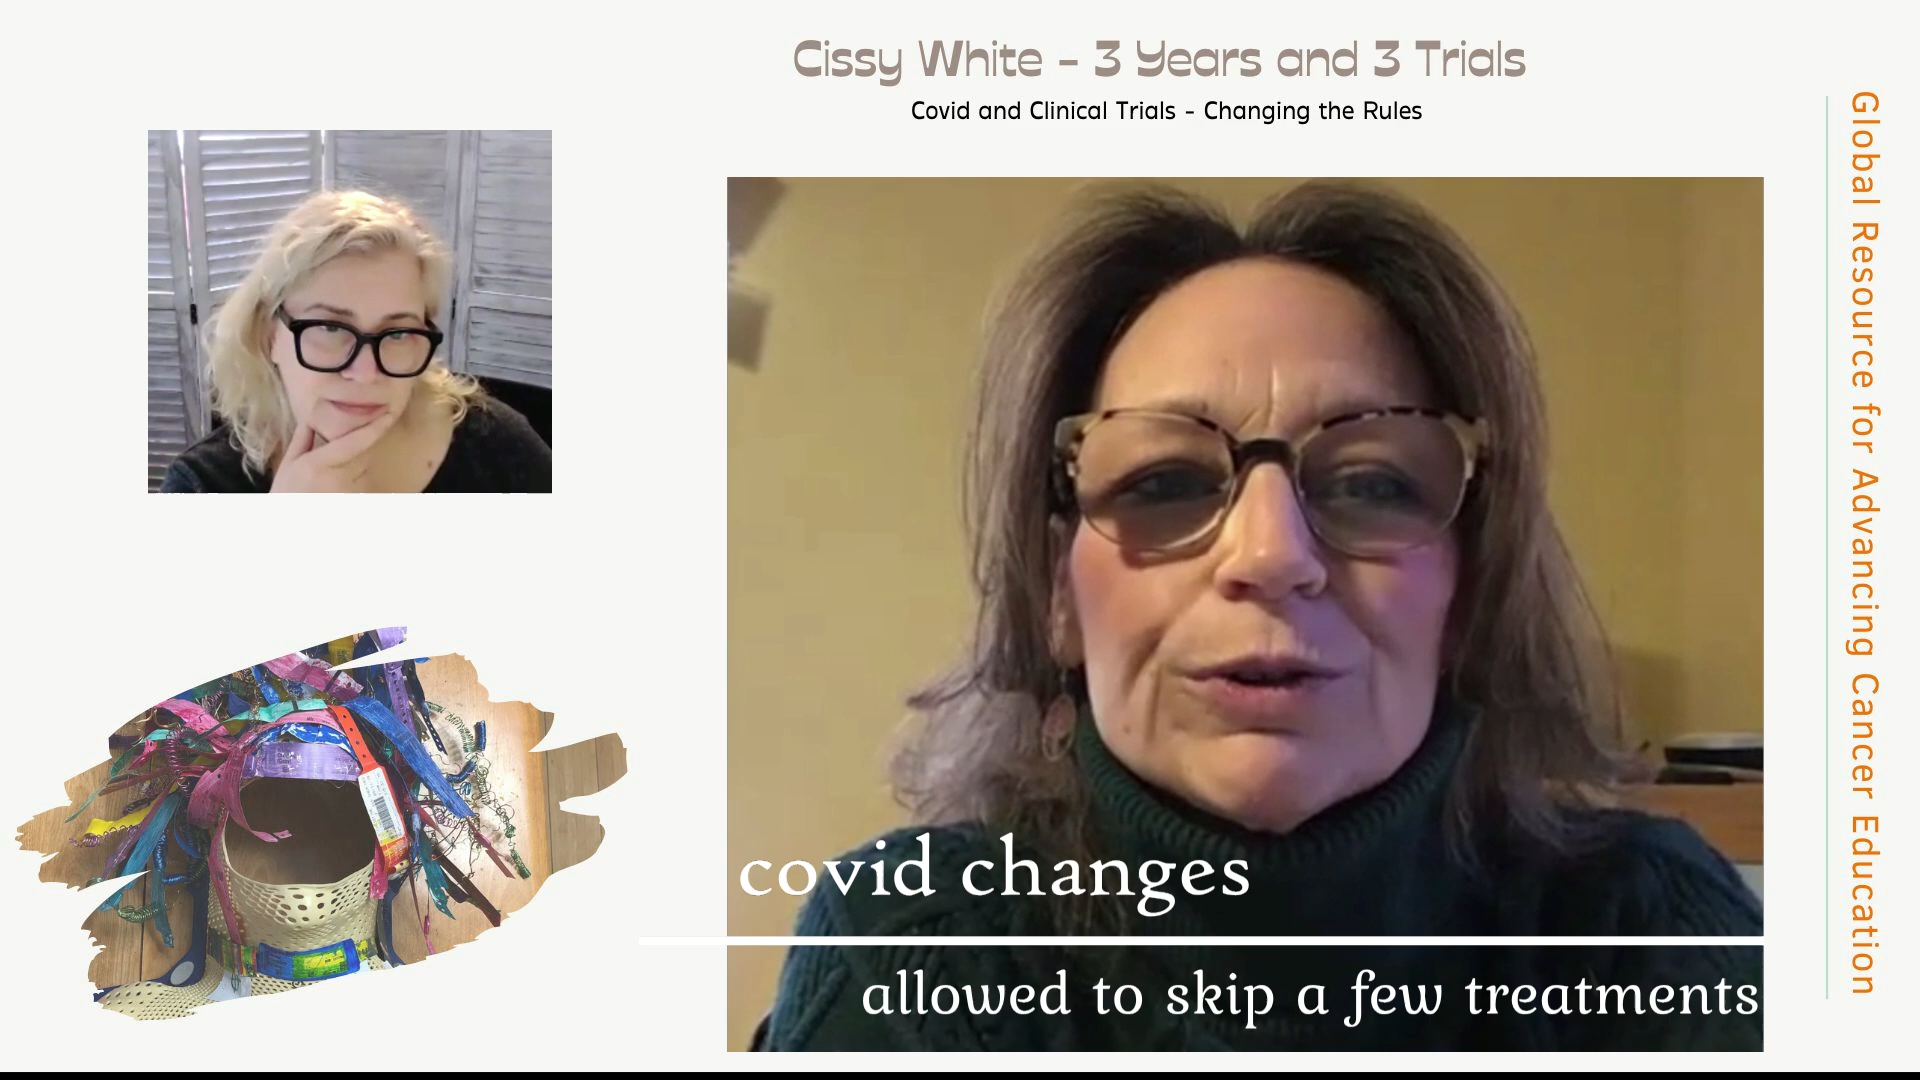 Cissy White - 3 Years and 3 Trials
Covid and Clinical Trials - Changing the Rules
covid changes
allowed to skip a few treatments
Global Resource for Advancing Cancer Education